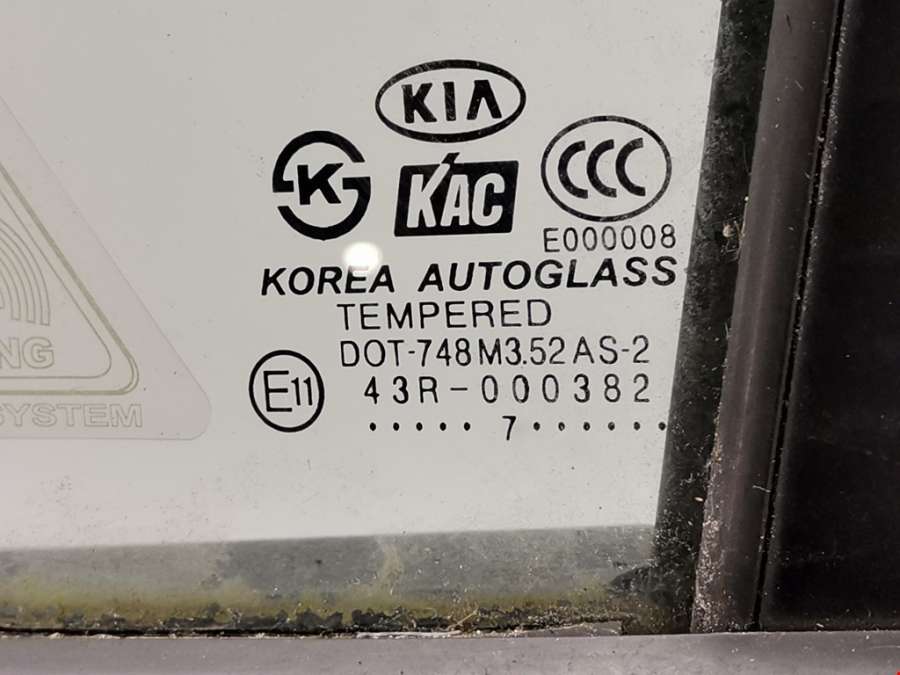 KIA
K
KAC
CCC
E000008
KOREA AUTOGLASS
TEMPERED
DOT-748 M3.52 AS-2
E11
43R-000382
.....7......
NG
SYSTEM